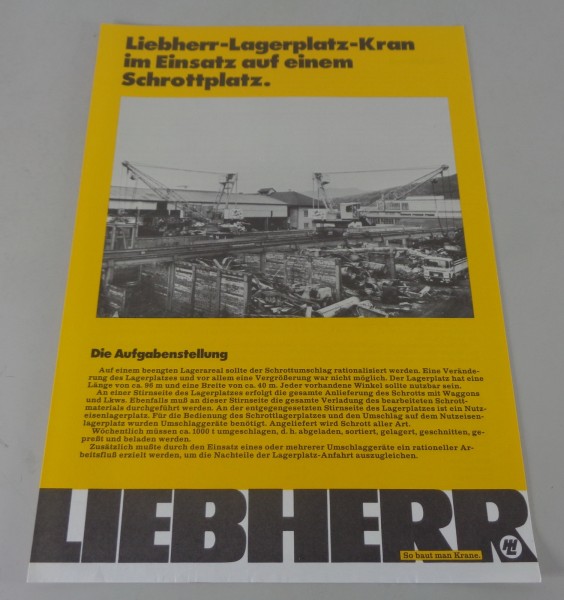 Liebherr-Lagerplatz-Kran
im Einsatz auf einem
Schrottplatz.
Die Aufgabenstellung
Auf einem beengten Lagerareal sollte der Schrottumschlag rationalisiert werden. Eine Verände-
rung des Lagerplatzes und vor allem eine Vergrößerung war nicht möglich. Der Lagerplatz hat eine
Länge von ca. 96 m und eine Breite von ca. 40 m. Jeder vorhandene Winkel sollte nutzbar sein.
An einer Stirnseite des Lagerplatzes erfolgt die gesamte Anlieferung des Schrotts mit Waggons
und Lkws. Ebenfalls muß an dieser Stirnseite die gesamte Verladung des bearbeiteten Schrott-
materials durchgeführt werden. An der entgegengesetzten Stirnseite des Lagerplatzes ist ein Nutz-
eisenlagerplatz. Für die Bedienung des Schrottlagerplatzes und den Umschlag auf dem Nutzeisen-
lagerplatz wurden Umschlaggeräte benötigt. Angeliefert wird Schrott aller Art.
Wöchentlich müssen ca. 1000 t umgeschlagen, d. h. abgeladen, sortiert, gelagert, geschnitten, ge-
preßt und beladen werden.
Zusätzlich mußte durch den Einsatz eines oder mehrerer Umschlaggeräte ein rationeller Ar-
beitsfluß erzielt werden, um die Nachteile der Lagerplatz-Anfahrt auszugleichen.
LIEBHERR
So baut man Krane.